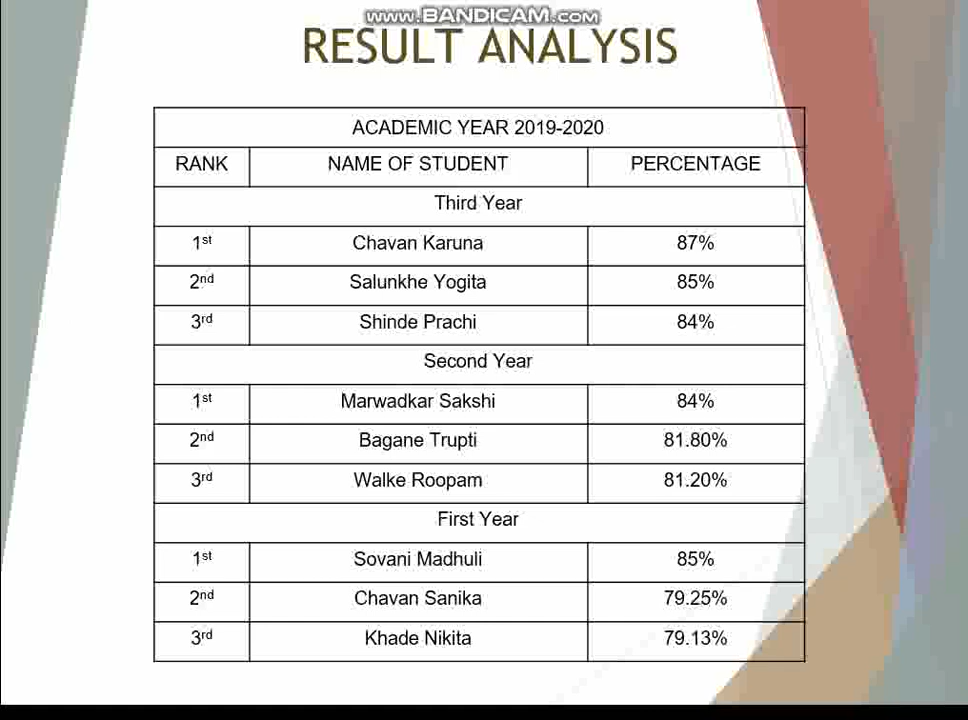 www.BANDICAM.com
RESULT ANALYSIS
ACADEMIC YEAR 2019-2020
RANK NAME OF STUDENT PERCENTAGE
Third Year
1st Chavan Karuna 87%
2nd Salunkhe Yogita 85%
3rd Shinde Prachi 84%
Second Year
1st Marwadkar Sakshi 84%
2nd Bagane Trupti 81.80%
3rd Walke Roopam 81.20%
First Year
1st Sovani Madhuli 85%
2nd Chavan Sanika 79.25%
3rd Khade Nikita 79.13%